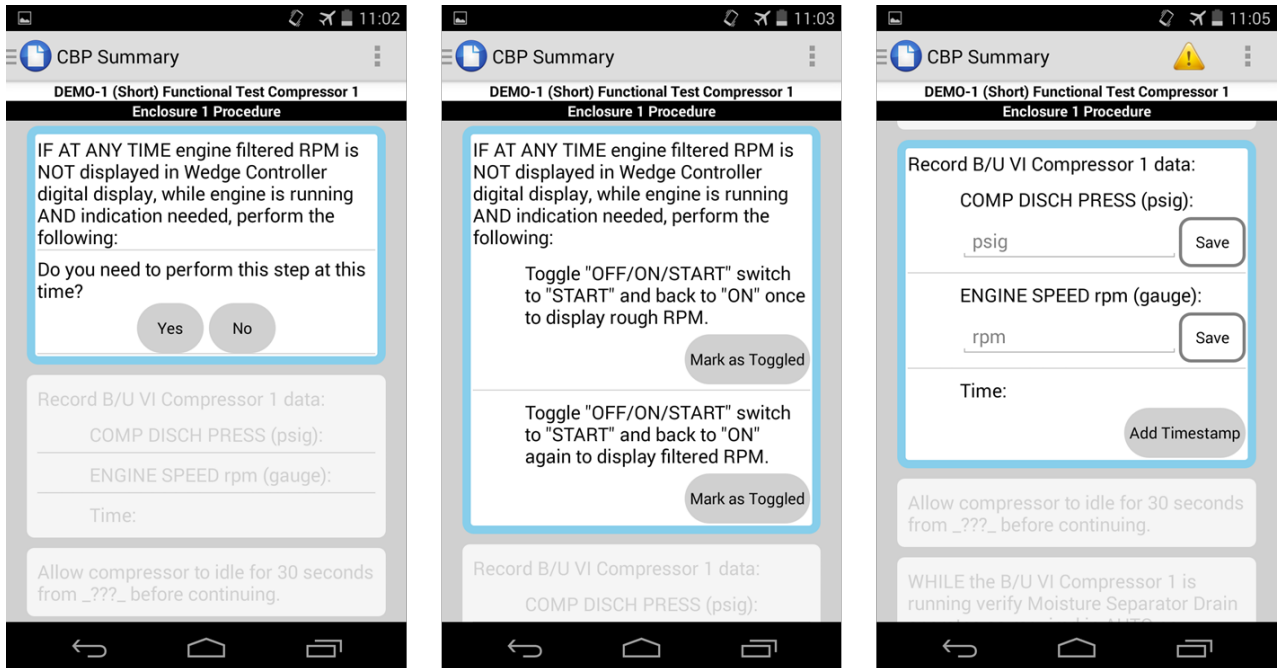 11:02
CBP Summary
DEMO-1 (Short) Functional Test Compressor 1
Enclosure 1 Procedure
IF AT ANY TIME engine filtered RPM is
NOT displayed in Wedge Controller
digital display, while engine is running
AND indication needed, perform the
following:
Do you need to perform this step at this
time?
Yes No
Record B/U VI Compressor 1 data:
COMP DISCH PRESS (psig):
ENGINE SPEED rpm (gauge):
Time:
Allow compressor to idle for 30 seconds
from _???_ before continuing.
11:03
CBP Summary
DEMO-1 (Short) Functional Test Compressor 1
Enclosure 1 Procedure
IF AT ANY TIME engine filtered RPM is
NOT displayed in Wedge Controller
digital display, while engine is running
AND indication needed, perform the
following:
Toggle "OFF/ON/START" switch
to "START" and back to "ON" once
to display rough RPM.
Mark as Toggled
Toggle "OFF/ON/START" switch
to "START" and back to "ON"
again to display filtered RPM.
Mark as Toggled
Record B/U VI Compressor 1 data:
COMP DISCH PRESS (psig):
11:05
CBP Summary
DEMO-1 (Short) Functional Test Compressor 1
Enclosure 1 Procedure
Record B/U VI Compressor 1 data:
COMP DISCH PRESS (psig):
psig Save
ENGINE SPEED rpm (gauge):
rpm Save
Time:
Add Timestamp
Allow compressor to idle for 30 seconds
from _???_ before continuing.
WHILE the B/U VI Compressor 1 is
running verify Moisture Separator Drain